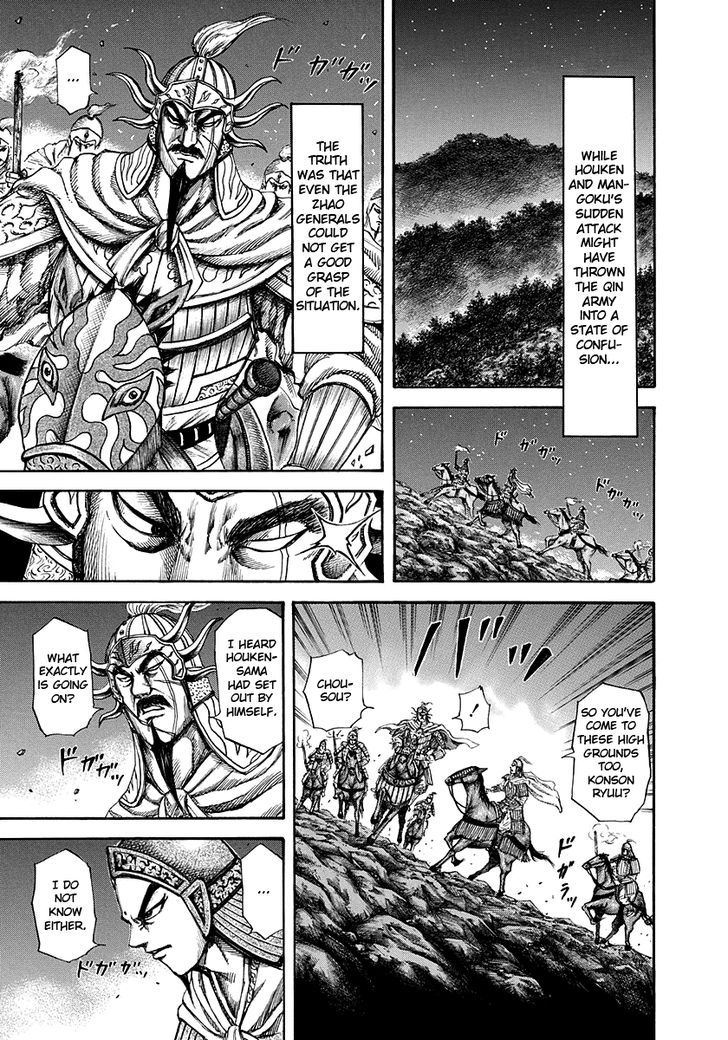 WHILE
HOUKEN
AND MAN-
GOKU'S
SUDDEN
ATTACK
MIGHT
HAVE
THROWN
THE QIN
ARMY
INTO A
STATE OF
CONFU-
SION...
ドガガッ
ドガガッ
THE
TRUTH
WAS THAT
EVEN THE
ZHAO
GENERALS
COULD
NOT GET
A GOOD
GRASP
OF THE
SITUATION.
...
ドガガッ
SO YOU'VE
COME TO
THESE HIGH
GROUNDS
TOO,
KONSON
RYUU?
!
CHOU-
SOU?
I HEARD
HOUKEN-
SAMA
HAD SET
OUT BY
HIMSELF.
WHAT
EXACTLY
IS GOING
ON?
ドガガッ
...
I DO
NOT
KNOW
EITHER.
ドガガッ